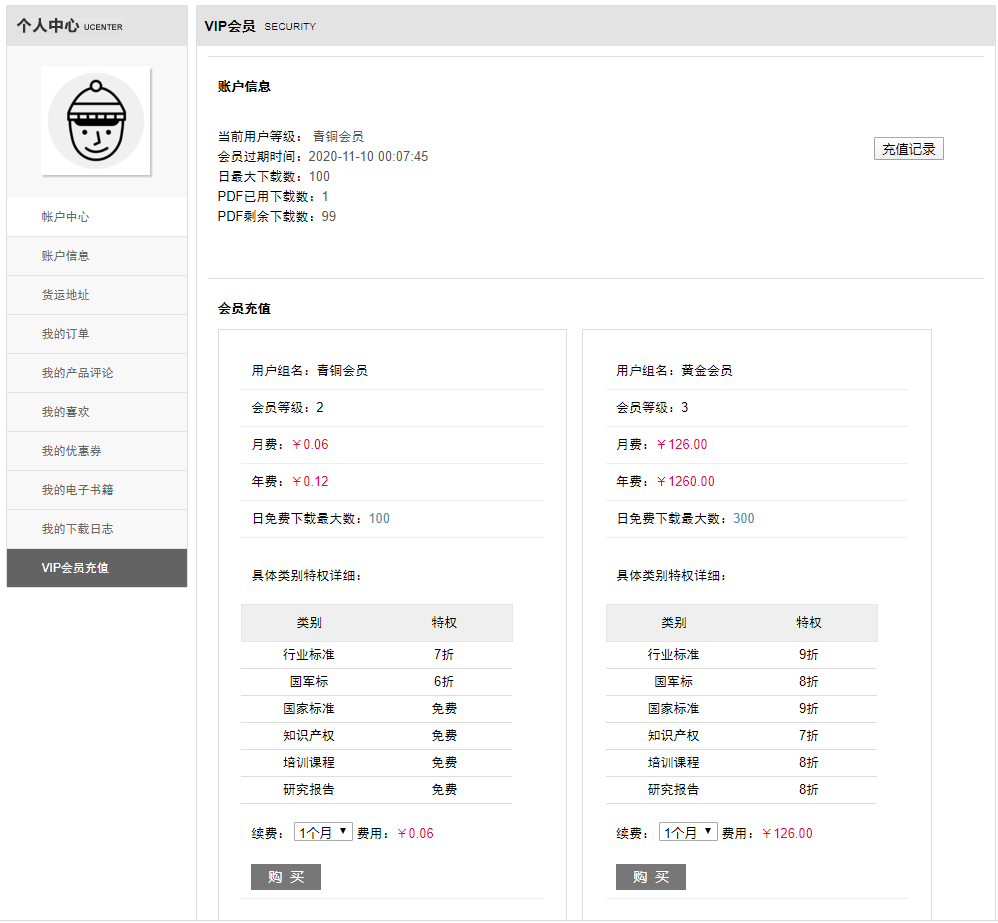 个人中心 UCENTER
帐户中心
账户信息
货运地址
我的订单
我的产品评论
我的喜欢
我的优惠券
我的电子书籍
我的下载日志
VIP会员充值
VIP会员 SECURITY
账户信息
当前用户等级： 青铜会员
会员过期时间：2020-11-10 00:07:45
日最大下载数：100
PDF已用下载数：1
PDF剩余下载数：99
充值记录
会员充值
用户组名：青铜会员
会员等级：2
月费：￥0.06
年费：￥0.12
日免费下载最大数：100
具体类别特权详细：
类别 特权
行业标准 7折
国军标 6折
国家标准 免费
知识产权 免费
培训课程 免费
研究报告 免费
续费： 1个月 费用：￥0.06
购 买
用户组名：黄金会员
会员等级：3
月费：￥126.00
年费：￥1260.00
日免费下载最大数：300
具体类别特权详细：
类别 特权
行业标准 9折
国军标 8折
国家标准 9折
知识产权 7折
培训课程 8折
研究报告 8折
续费： 1个月 费用：￥126.00
购 买